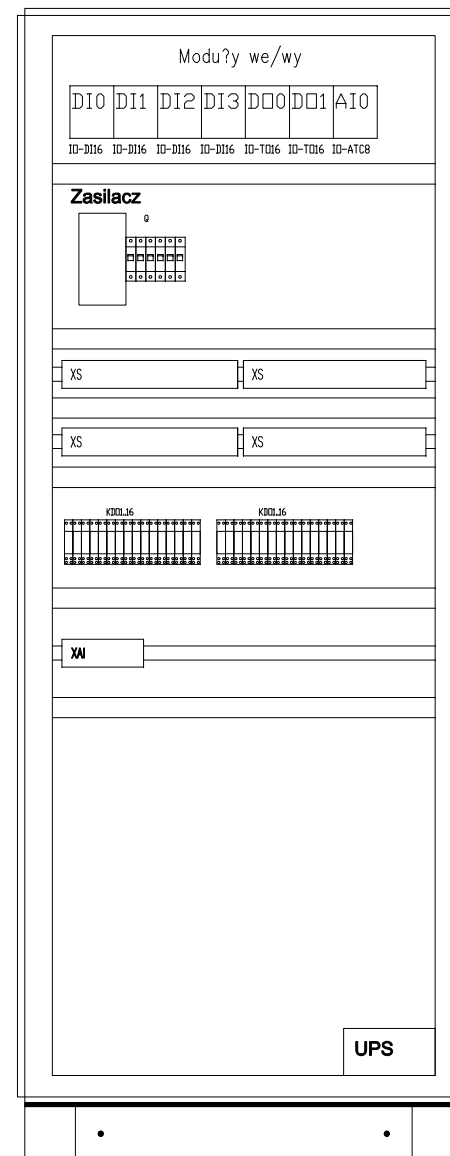 Modu?y we/wy
DI0 DI1 DI2 DI3 DO0 DO1 AI0
IO-DI16 IO-DI16 IO-DI16 IO-DI16 IO-TO16 IO-TO16 IO-ATC8
Zasilacz
Q
XS XS
XS XS
KDO1..16 KDO1..16
XAI
UPS